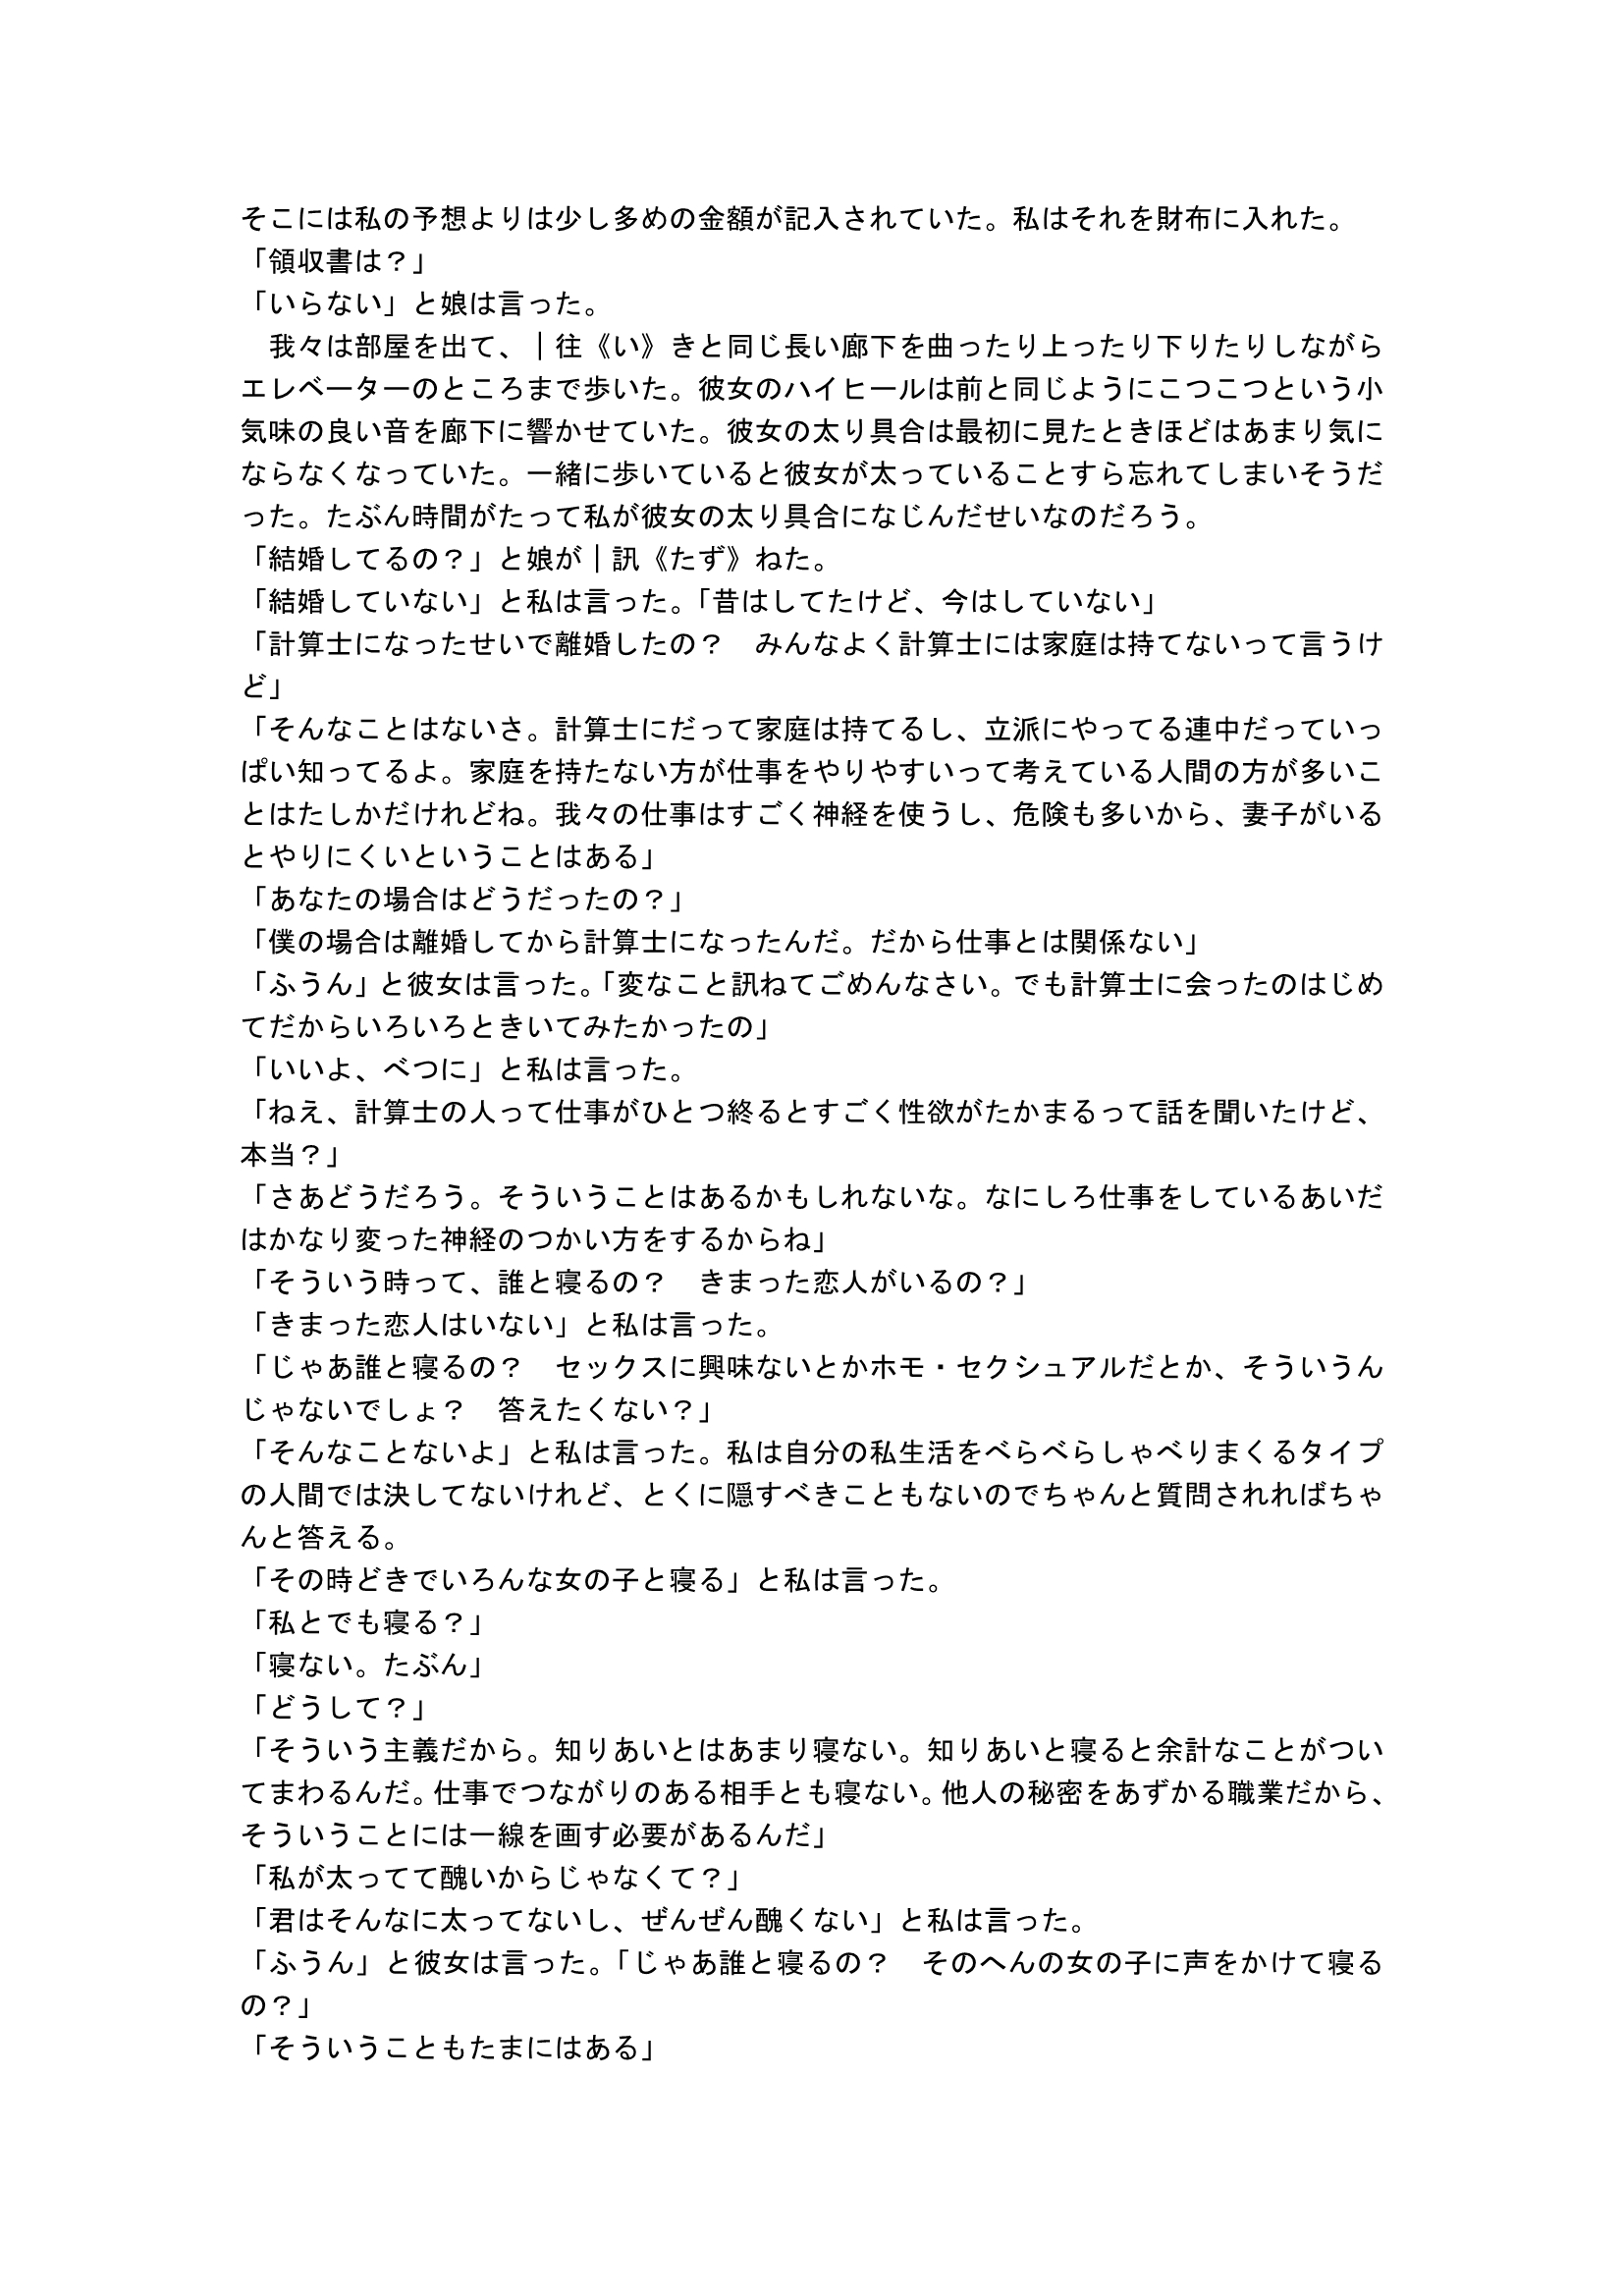 そこには私の予想よりは少し多めの金額が記入されていた。私はそれを財布に入れた。
「領収書は？」
「いらない」と娘は言った。
　我々は部屋を出て、｜往《い》きと同じ長い廊下を曲ったり上ったり下りたりしながら
エレベーターのところまで歩いた。彼女のハイヒールは前と同じようにこつこつという小
気味の良い音を廊下に響かせていた。彼女の太り具合は最初に見たときほどはあまり気に
ならなくなっていた。一緒に歩いていると彼女が太っていることすら忘れてしまいそうだ
った。たぶん時間がたって私が彼女の太り具合になじんだせいなのだろう。
「結婚してるの？」と娘が｜訊《たず》ねた。
「結婚していない」と私は言った。「昔はしてたけど、今はしていない」
「計算士になったせいで離婚したの？　みんなよく計算士には家庭は持てないって言うけ
ど」
「そんなことはないさ。計算士にだって家庭は持てるし、立派にやってる連中だっていっ
ぱい知ってるよ。家庭を持たない方が仕事をやりやすいって考えている人間の方が多いこ
とはたしかだけれどね。我々の仕事はすごく神経を使うし、危険も多いから、妻子がいる
とやりにくいということはある」
「あなたの場合はどうだったの？」
「僕の場合は離婚してから計算士になったんだ。だから仕事とは関係ない」
「ふうん」と彼女は言った。「変なこと訊ねてごめんなさい。でも計算士に会ったのはじめ
てだからいろいろときいてみたかったの」
「いいよ、べつに」と私は言った。
「ねえ、計算士の人って仕事がひとつ終るとすごく性欲がたかまるって話を聞いたけど、
本当？」
「さあどうだろう。そういうことはあるかもしれないな。なにしろ仕事をしているあいだ
はかなり変った神経のつかい方をするからね」
「そういう時って、誰と寝るの？　きまった恋人がいるの？」
「きまった恋人はいない」と私は言った。
「じゃあ誰と寝るの？　セックスに興味ないとかホモ・セクシュアルだとか、そういうん
じゃないでしょ？　答えたくない？」
「そんなことないよ」と私は言った。私は自分の私生活をべらべらしゃべりまくるタイプ
の人間では決してないけれど、とくに隠すべきこともないのでちゃんと質問されればちゃ
んと答える。
「その時どきでいろんな女の子と寝る」と私は言った。
「私とでも寝る？」
「寝ない。たぶん」
「どうして？」
「そういう主義だから。知りあいとはあまり寝ない。知りあいと寝ると余計なことがつい
てまわるんだ。仕事でつながりのある相手とも寝ない。他人の秘密をあずかる職業だから、
そういうことには一線を画す必要があるんだ」
「私が太ってて醜いからじゃなくて？」
「君はそんなに太ってないし、ぜんぜん醜くない」と私は言った。
「ふうん」と彼女は言った。「じゃあ誰と寝るの？　そのへんの女の子に声をかけて寝る
の？」
「そういうこともたまにはある」